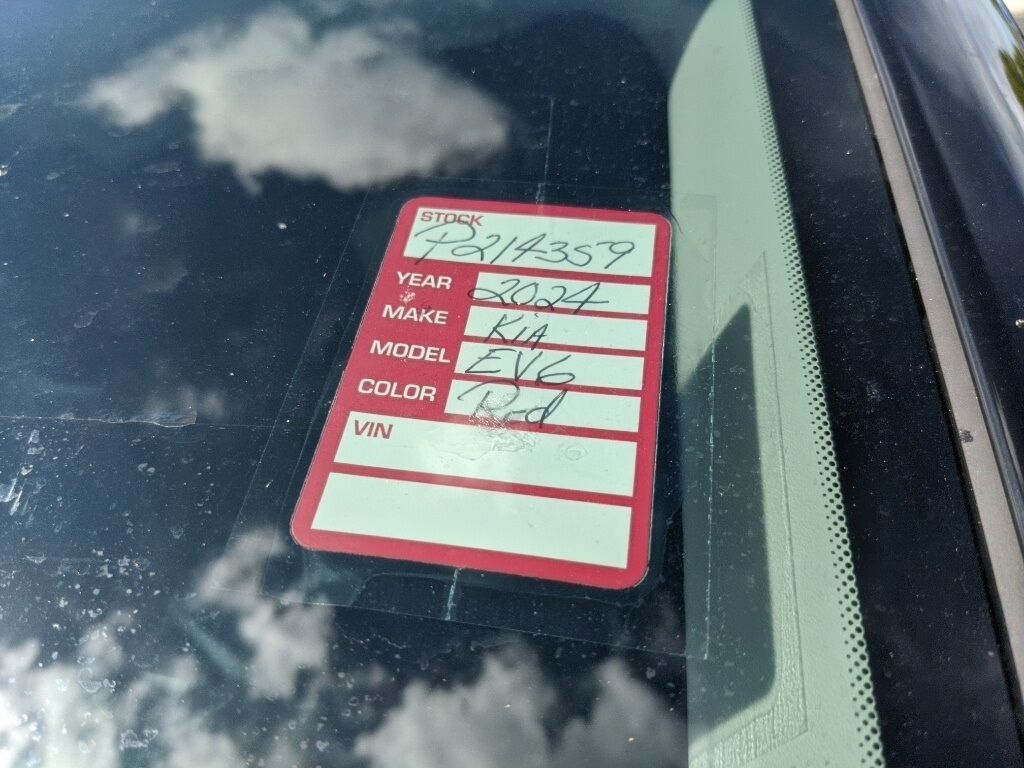 STOCK
P214359
YEAR 2024
MAKE KIA
MODEL EV6
COLOR Red
VIN